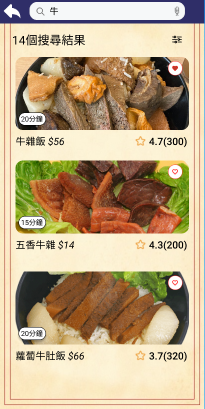 牛
14個搜尋結果
20分鐘
牛雜飯 $56
4.7(300)
15分鐘
五香牛雜 $14
4.3(200)
20分鐘
蘿蔔牛肚飯 $66
3.7(320)